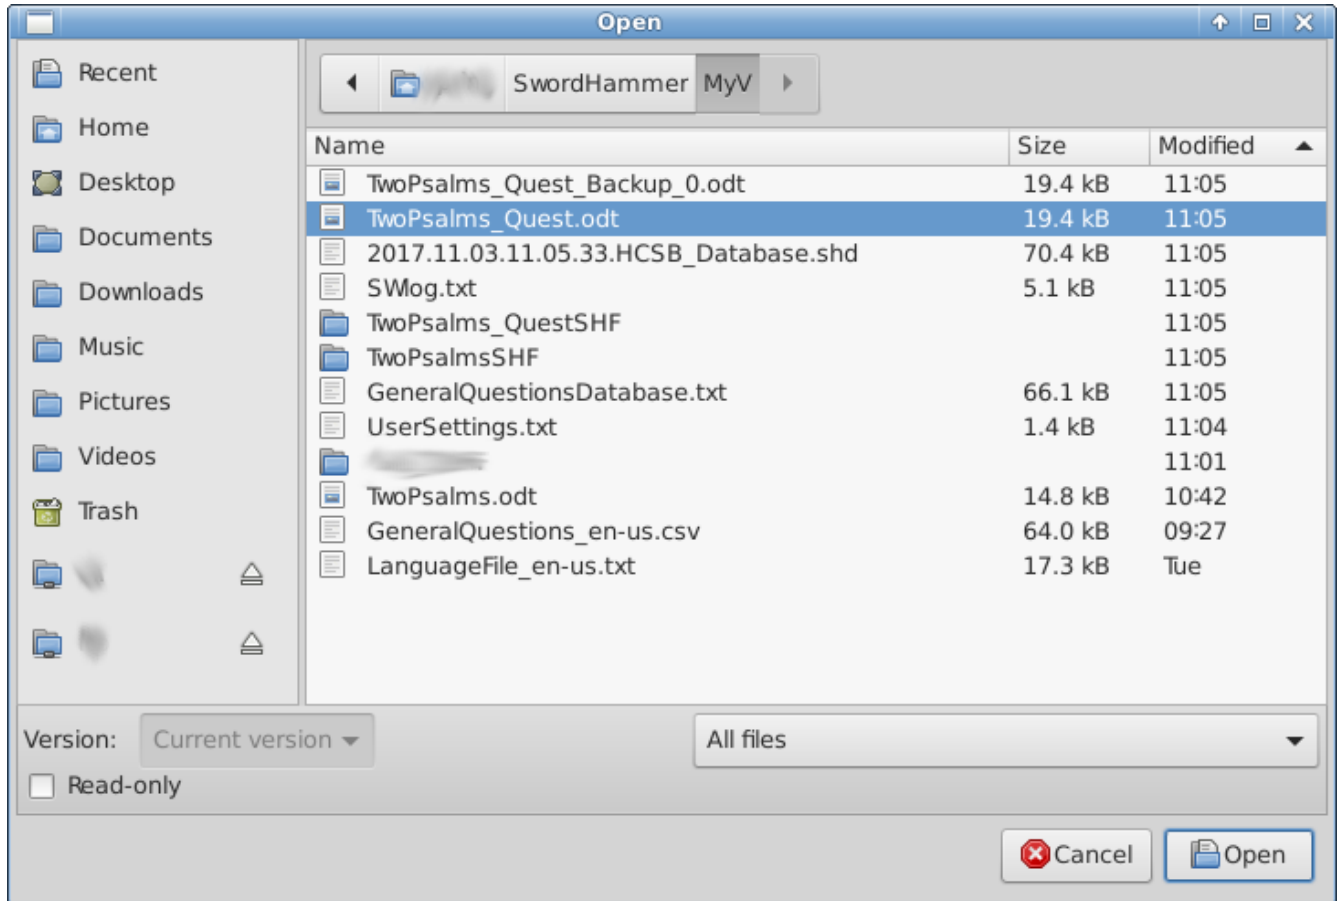 Open
Recent
Home
Desktop
Documents
Downloads
Music
Pictures
Videos
Trash
SwordHammer MyV
Name Size Modified
TwoPsalms_Quest_Backup_0.odt 19.4 kB 11:05
TwoPsalms_Quest.odt 19.4 kB 11:05
2017.11.03.11.05.33.HCSB_Database.shd 70.4 kB 11:05
SWlog.txt 5.1 kB 11:05
TwoPsalms_QuestSHF 11:05
TwoPsalmsSHF 11:05
GeneralQuestionsDatabase.txt 66.1 kB 11:05
UserSettings.txt 1.4 kB 11:04
11:01
TwoPsalms.odt 14.8 kB 10:42
GeneralQuestions_en-us.csv 64.0 kB 09:27
LanguageFile_en-us.txt 17.3 kB Tue
Version: Current version All files
Read-only
Cancel Open